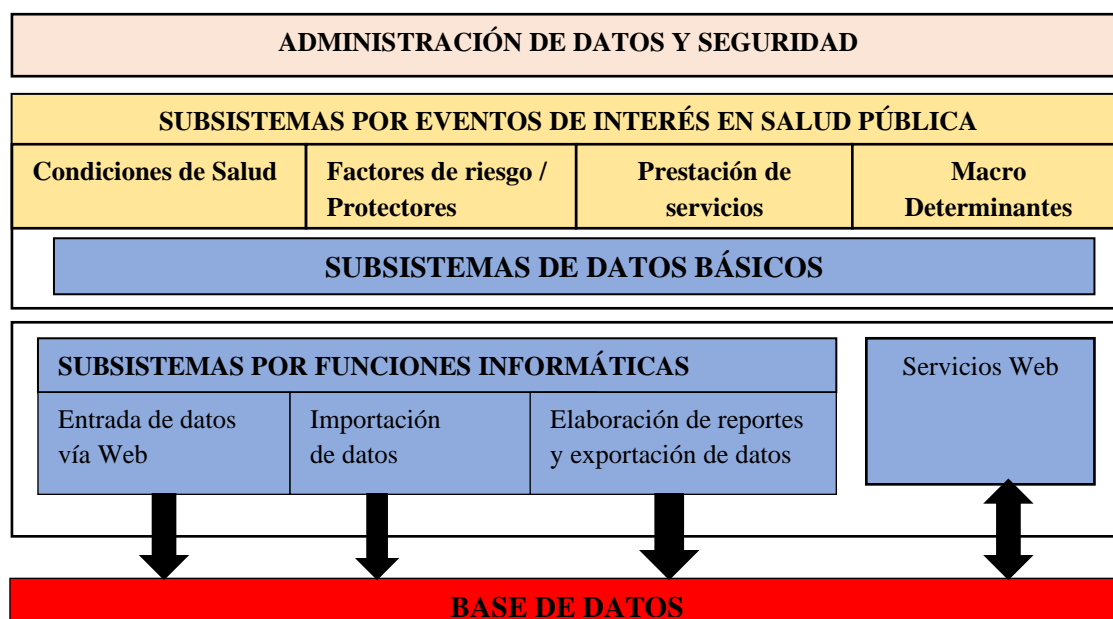 ADMINISTRACIÓN DE DATOS Y SEGURIDAD
SUBSISTEMAS POR EVENTOS DE INTERÉS EN SALUD PÚBLICA
Condiciones de Salud
Factores de riesgo /
Protectores
Prestación de
servicios
Macro
Determinantes
SUBSISTEMAS DE DATOS BÁSICOS
SUBSISTEMAS POR FUNCIONES INFORMÁTICAS
Entrada de datos
vía Web
Importación
de datos
Elaboración de reportes
y exportación de datos
Servicios Web
BASE DE DATOS